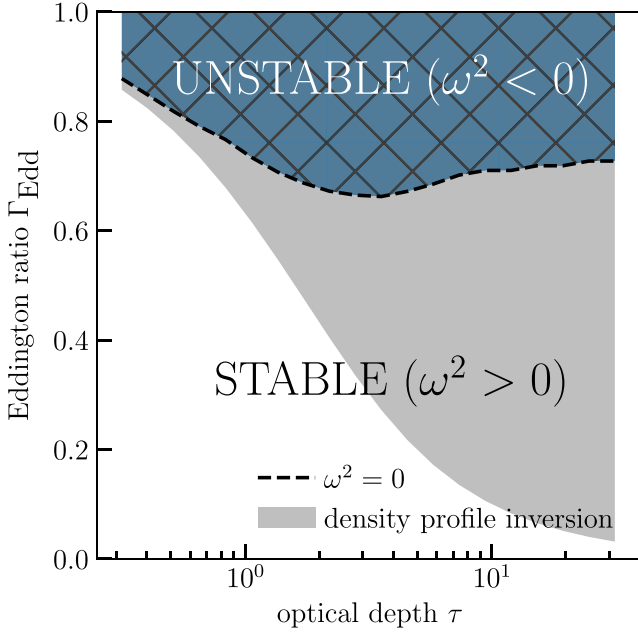 1.0
0.8
0.6
0.4
0.2
0.0
Eddington ratio Γ_Edd
UNSTABLE (ω² < 0)
STABLE (ω² > 0)
ω² = 0
density profile inversion
10⁰
10¹
optical depth τ